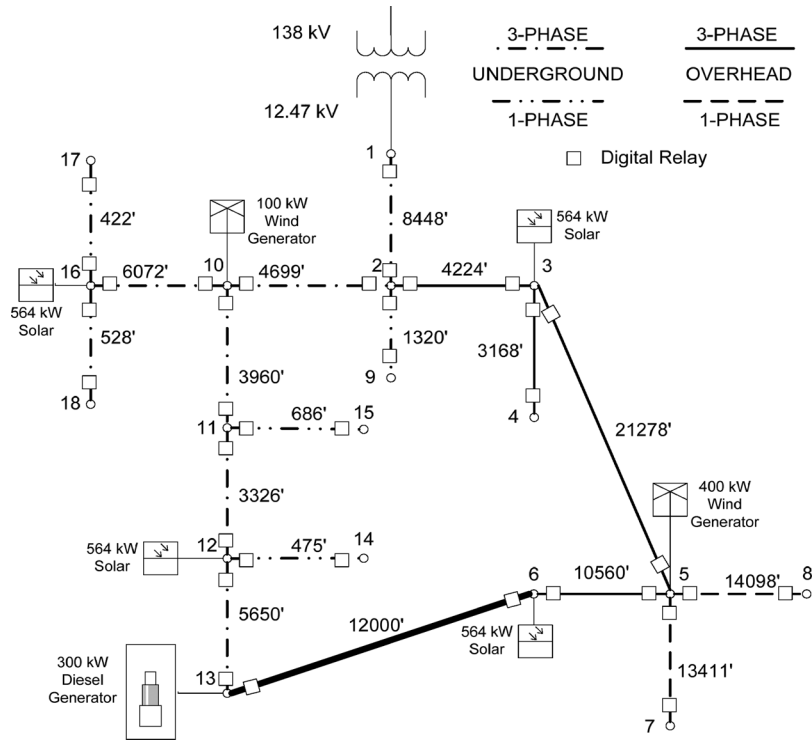 138 kV
12.47 kV
3-PHASE
3-PHASE
UNDERGROUND
OVERHEAD
1-PHASE
1-PHASE
Digital Relay
1
17
8448'
100 kW
Wind
Generator
564 kW
Solar
422'
16
6072'
10
4699'
2
4224'
3
564 kW
Solar
528'
1320'
3168'
18
9
3960'
4
11
686'
15
21278'
3326'
400 kW
Wind
Generator
564 kW
Solar
12
475'
14
6
10560'
5
14098'
8
5650'
12000'
564 kW
Solar
13411'
300 kW
Diesel
Generator
13
7